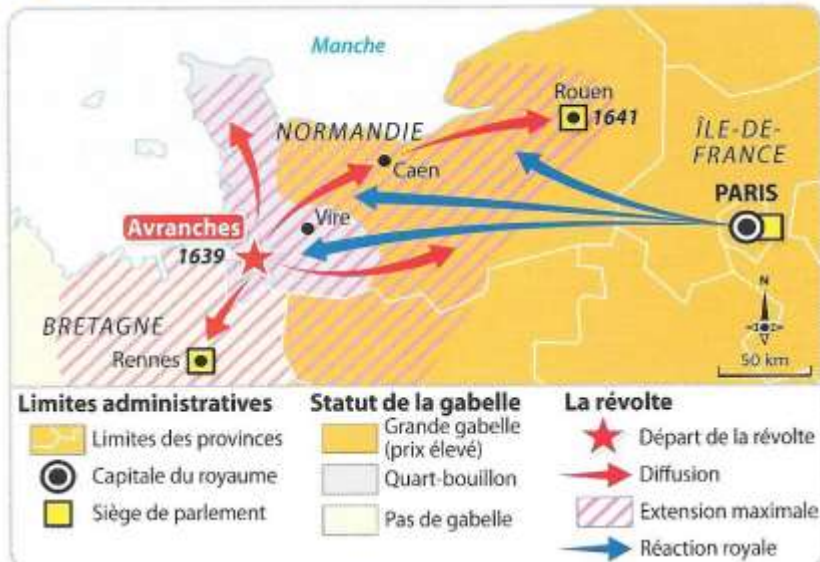 Manche
Rouen
1641
NORMANDIE
ÎLE-DE-
FRANCE
Caen
PARIS
Avranches
Vire
1639
N
BRETAGNE
Rennes
50 km
Limites administratives
Limites des provinces
Capitale du royaume
Siège de parlement
Statut de la gabelle
Grande gabelle
(prix élevé)
Quart-bouillon
Pas de gabelle
La révolte
Départ de la révolte
Diffusion
Extension maximale
Réaction royale